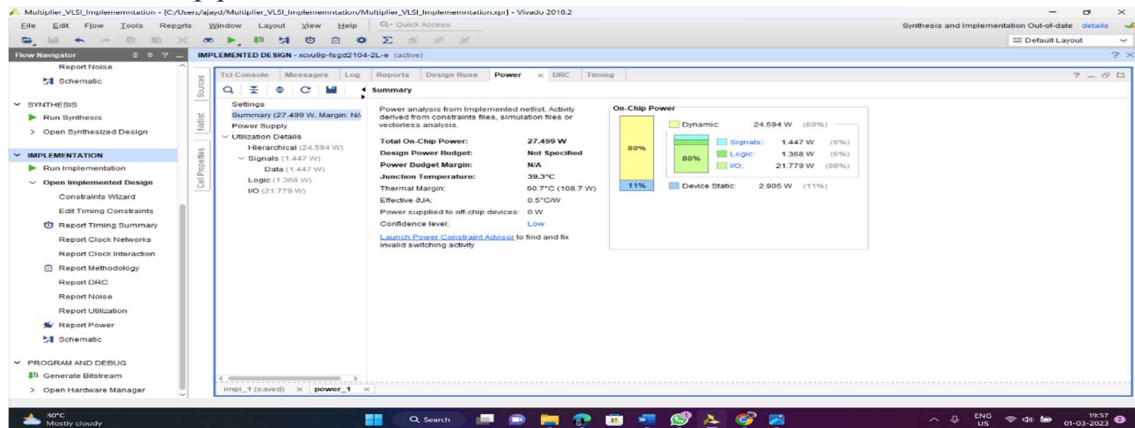 Multiplier_VLSI_Implememntation - [C:/Users/ajayd/Multiplier_VLSI_Implememntation/Multiplier_VLSI_Implememntation.xpr] - Vivado 2018.2
File Edit Flow Tools Reports Window Layout View Help Q- Quick Access
Synthesis and Implementation Out-of-date details
Default Layout
Flow Navigator
IMPLEMENTED DESIGN - xcvu9p-fsgd2104-2L-e (active)
Report Noise
Schematic
SYNTHESIS
Run Synthesis
Open Synthesized Design
IMPLEMENTATION
Run Implementation
Open Implemented Design
Constraints Wizard
Edit Timing Constraints
Report Timing Summary
Report Clock Networks
Report Clock Interaction
Report Methodology
Report DRC
Report Noise
Report Utilization
Report Power
Schematic
PROGRAM AND DEBUG
Generate Bitstream
Open Hardware Manager
Sources
Netlist
Cell Properties
Tcl Console Messages Log Reports Design Runs Power DRC Timing
Summary
Settings
Summary (27.499 W, Margin: N/A
Power Supply
Utilization Details
Hierarchical (24.594 W)
Signals (1.447 W)
Data (1.447 W)
Logic (1.368 W)
I/O (21.779 W)
Power analysis from Implemented netlist. Activity
derived from constraints files, simulation files or
vectorless analysis.
Total On-Chip Power: 27.499 W
Design Power Budget: Not Specified
Power Budget Margin: N/A
Junction Temperature: 39.3°C
Thermal Margin: 60.7°C (108.7 W)
Effective ϑJA: 0.5°C/W
Power supplied to off-chip devices: 0 W
Confidence level: Low
Launch Power Constraint Advisor to find and fix
invalid switching activity
On-Chip Power
89%
11%
Dynamic: 24.594 W (89%)
88%
Signals: 1.447 W (6%)
Logic: 1.368 W (6%)
I/O: 21.779 W (88%)
Device Static: 2.905 W (11%)
impl_1 (saved) power_1
30°C
Mostly cloudy
Search
ENG
US
19:57
01-03-2023